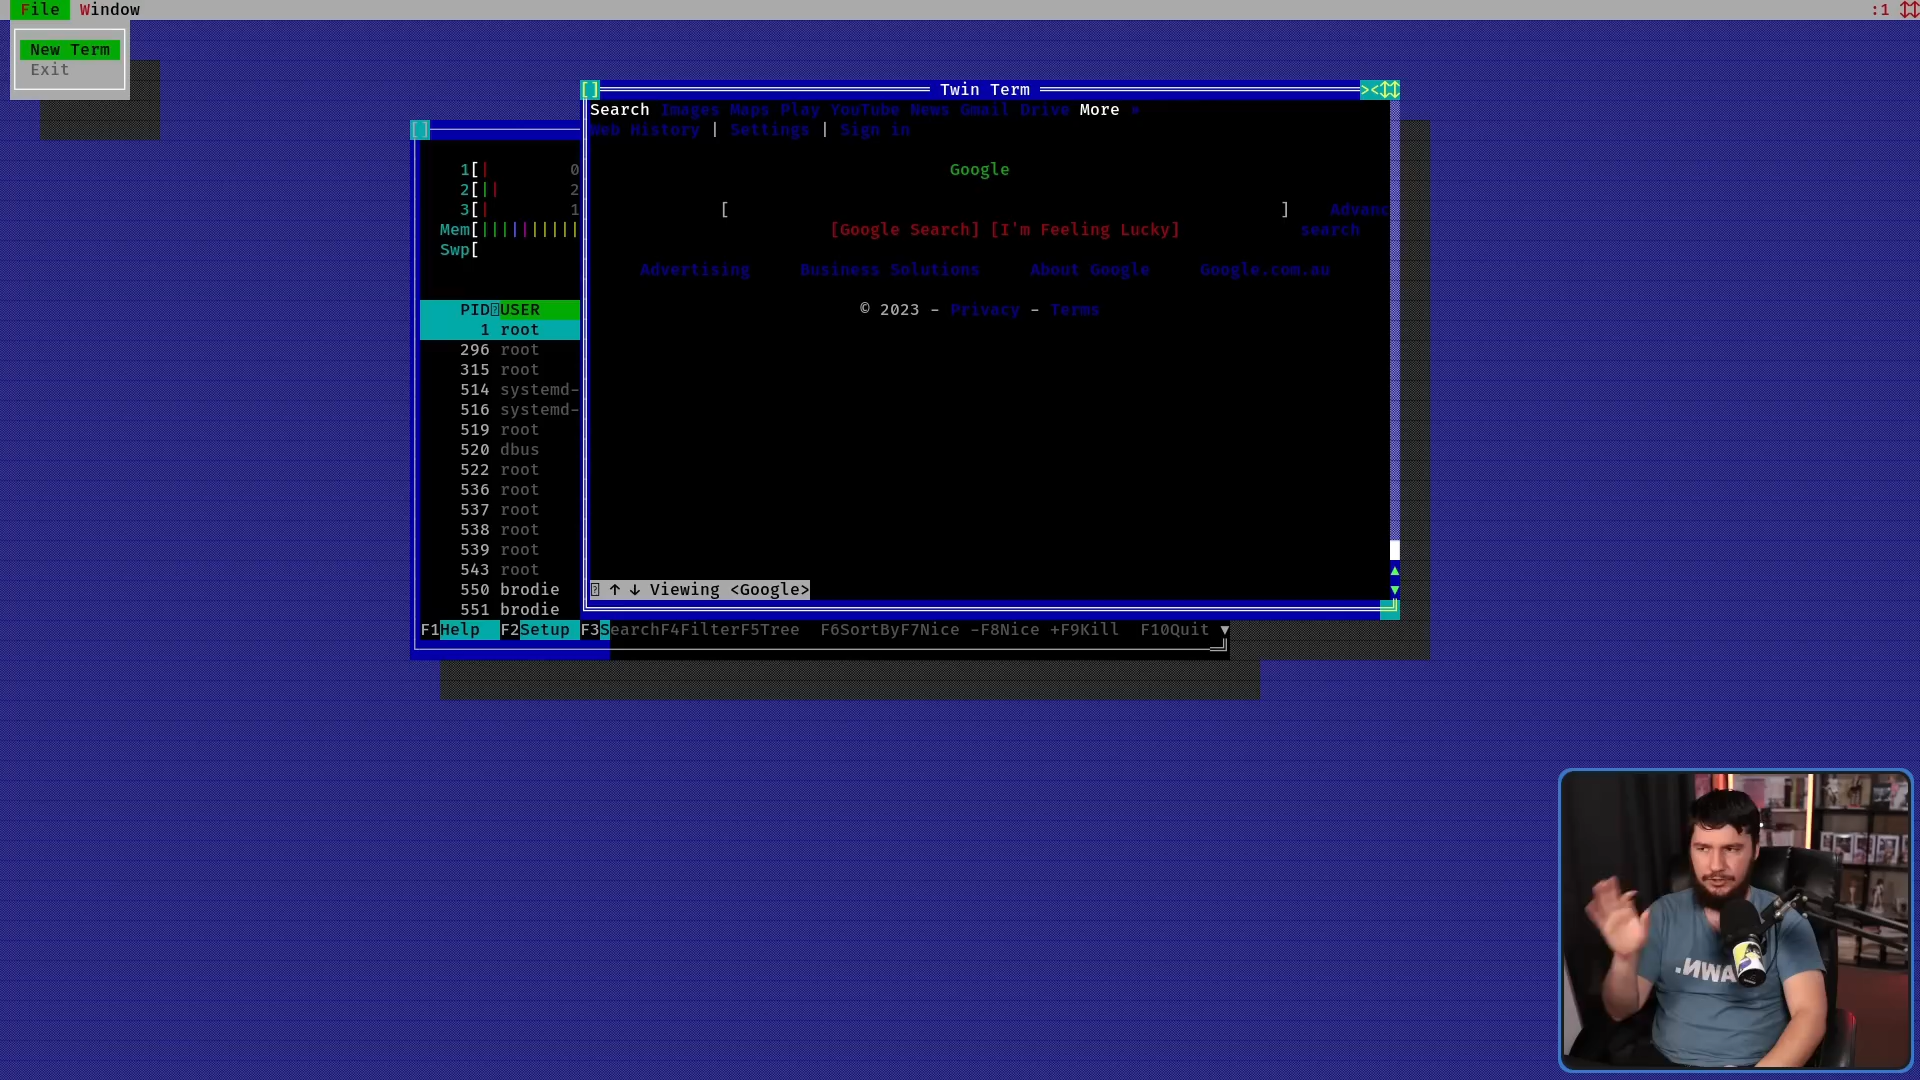 File Window :1
New Term
Exit
[] Twin Term ><
Search Images Maps Play YouTube News Gmail Drive More »
Web History | Settings | Sign in
Google
[ ] Advanc
[Google Search] [I'm Feeling Lucky] search
Advertising Business Solutions About Google Google.com.au
© 2023 - Privacy - Terms
↑ ↓ Viewing <Google>
[]
1[| 0
2[|| 2
3[| 1
Mem[||||||||||
Swp[
PID USER
1 root
296 root
315 root
514 systemd-
516 systemd-
519 root
520 dbus
522 root
536 root
537 root
538 root
539 root
543 root
550 brodie
551 brodie
F1Help F2Setup F3SearchF4FilterF5Tree F6SortByF7Nice -F8Nice +F9Kill F10Quit